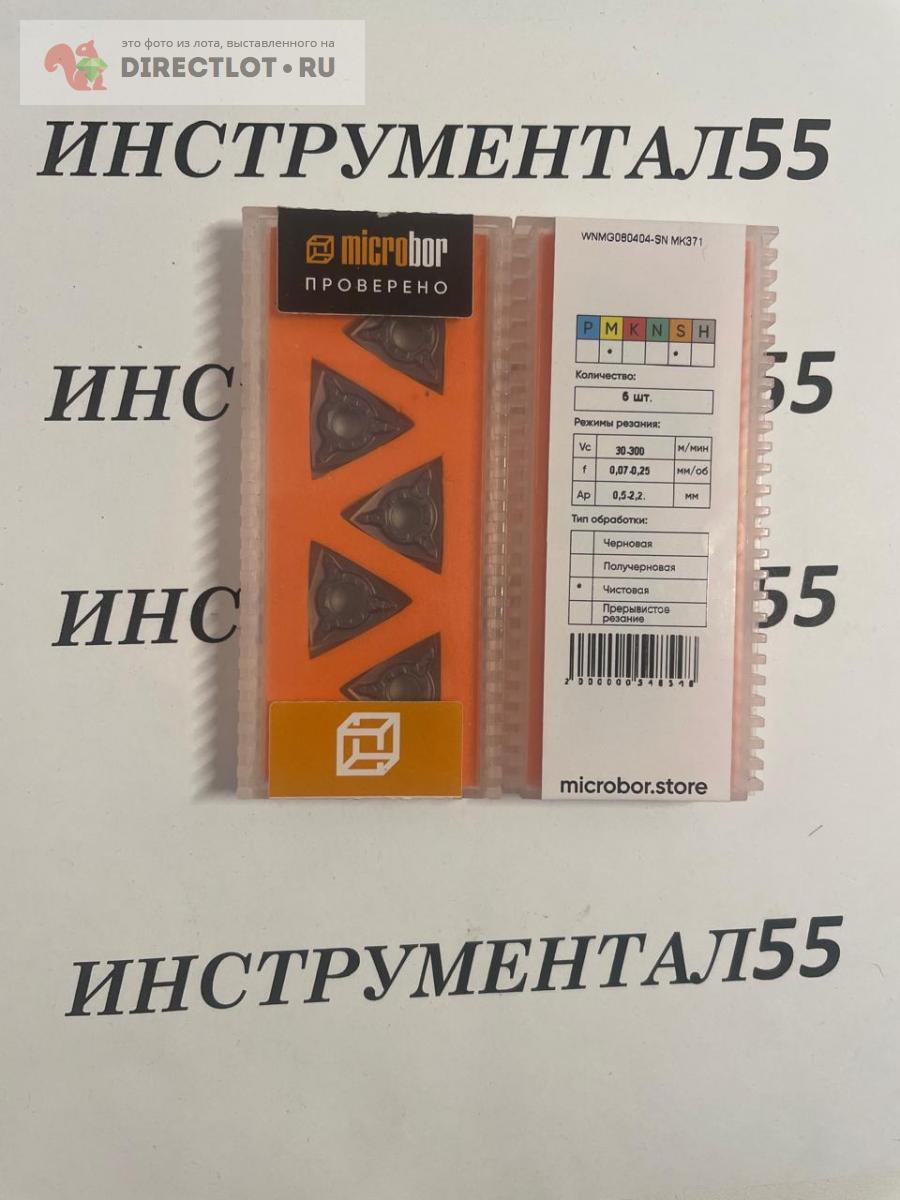 это фото из лота, выставленного на
DIRECTLOT•RU
ИНСТРУМЕНТАЛ55
microbor
ПРОВЕРЕНО
WNMG080404-SN MK371
P M K N S H
• •
Количество:
6 шт.
Режимы резания:
Vc 30-300 м/мин
f 0,07-0,25 мм/об
Ap 0,5-2,2. мм
Тип обработки:
Черновая
Получерновая
• Чистовая
Прерывистое
резание
microbor.store
ИНС 55
ИНС 55
ИНСТРУМЕНТАЛ55